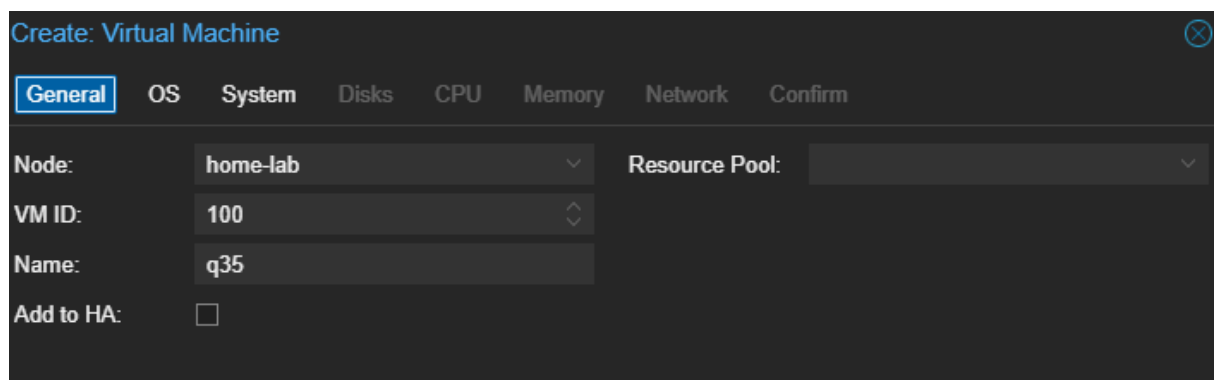 Create: Virtual Machine
General OS System Disks CPU Memory Network Confirm
Node: home-lab Resource Pool:
VM ID: 100
Name: q35
Add to HA: